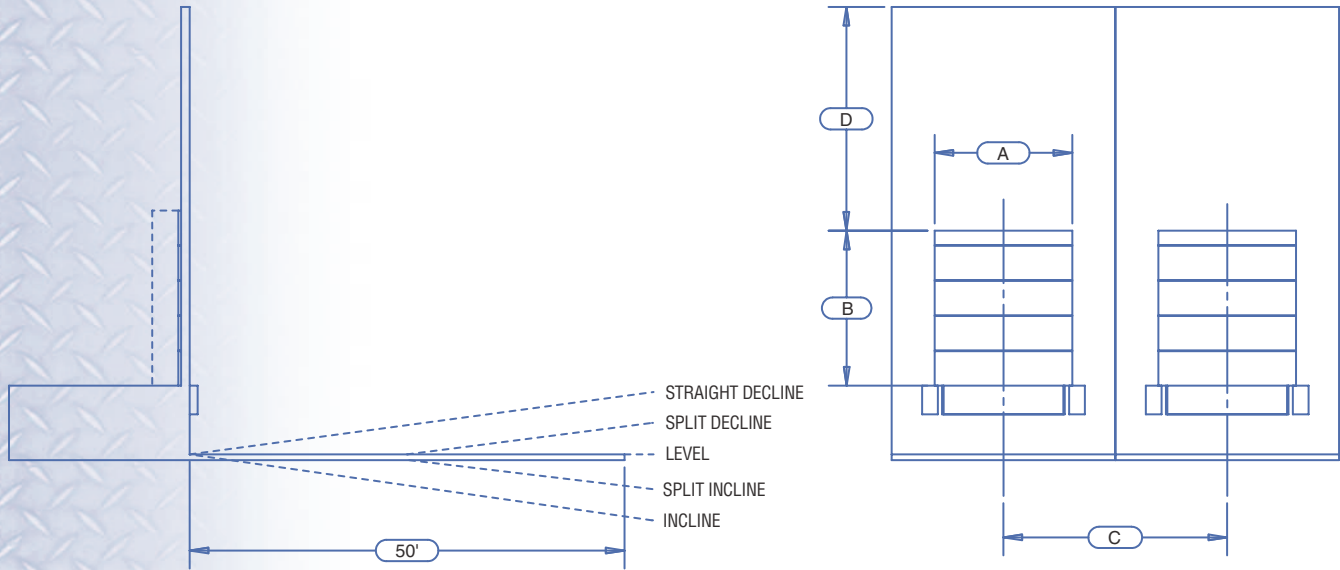 STRAIGHT DECLINE
SPLIT DECLINE
LEVEL
SPLIT INCLINE
INCLINE
50'
D
A
B
C